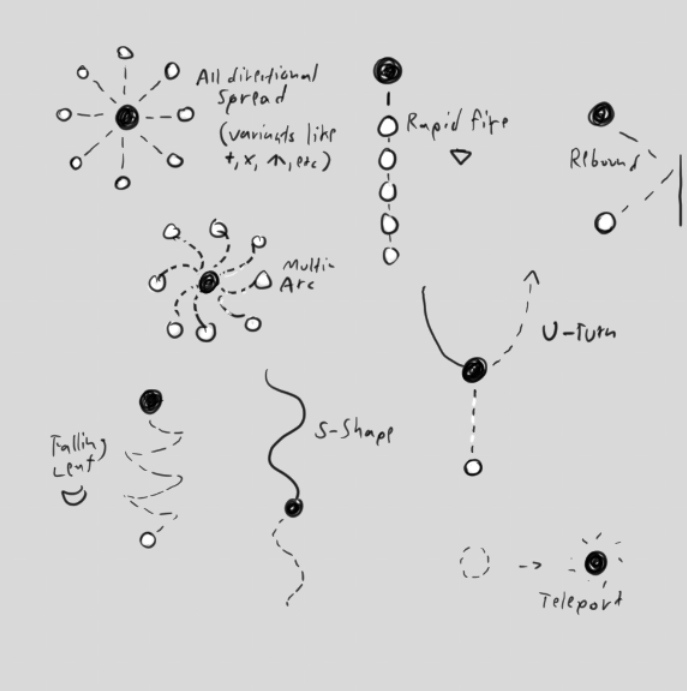 All directional
Spread
(variants like
+, x, ^, etc)
Rapid fire
Rebound
Multi-
Arc
U-Turn
Falling
Leaf
S-Shape
Teleport